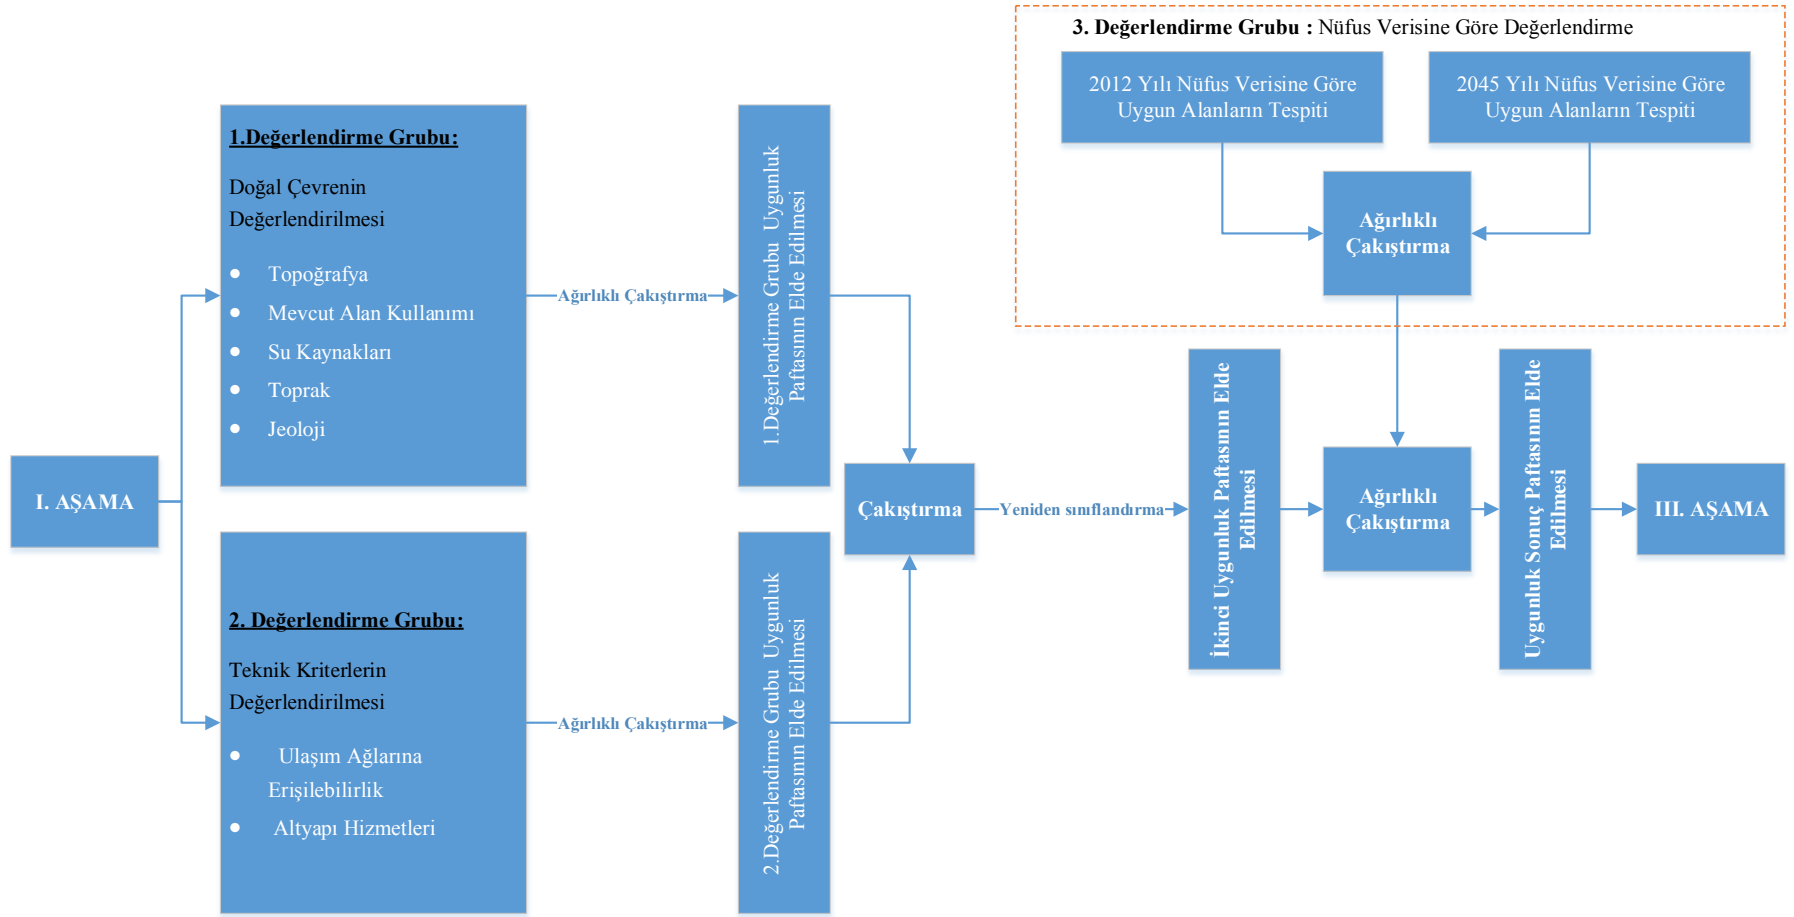 3. Değerlendirme Grubu : Nüfus Verisine Göre Değerlendirme
2012 Yılı Nüfus Verisine Göre
Uygun Alanların Tespiti
2045 Yılı Nüfus Verisine Göre
Uygun Alanların Tespiti
Ağırlıklı
Çakıştırma
I. AŞAMA
1.Değerlendirme Grubu:
Doğal Çevrenin
Değerlendirilmesi
• Topoğrafya
• Mevcut Alan Kullanımı
• Su Kaynakları
• Toprak
• Jeoloji
Ağırlıklı Çakıştırma
1.Değerlendirme Grubu Uygunluk
Paftasının Elde Edilmesi
2. Değerlendirme Grubu:
Teknik Kriterlerin
Değerlendirilmesi
• Ulaşım Ağlarına
Erişilebilirlik
• Altyapı Hizmetleri
Ağırlıklı Çakıştırma
2.Değerlendirme Grubu Uygunluk
Paftasının Elde Edilmesi
Çakıştırma
Yeniden sınıflandırma
İkinci Uygunluk Paftasının Elde
Edilmesi
Ağırlıklı
Çakıştırma
Uygunluk Sonuç Paftasının Elde
Edilmesi
III. AŞAMA